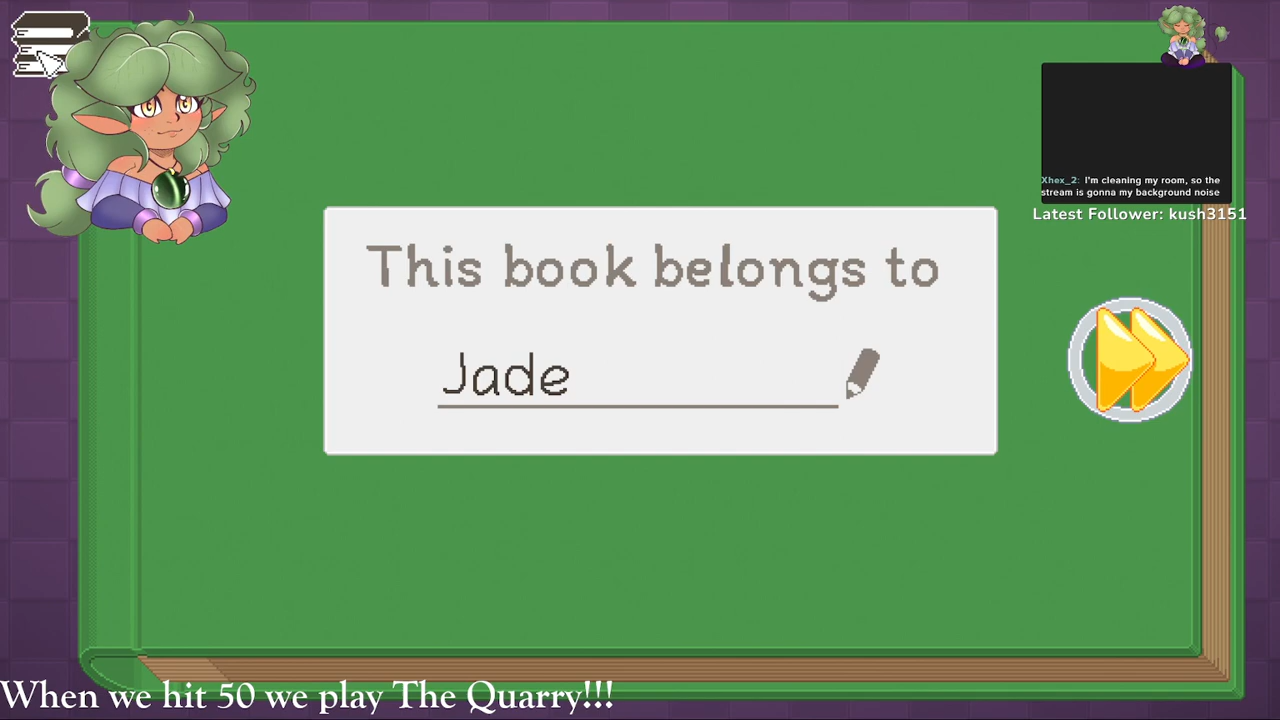 Xhex_2: I'm cleaning my room, so the
stream is gonna my background noise
Latest Follower: kush3151
This book belongs to
Jade
When we hit 50 we play The Quarry!!!